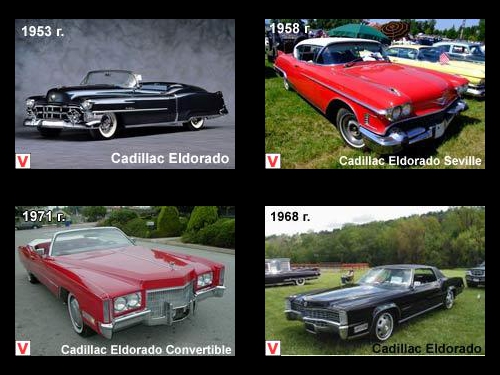 1953 г.
V
Cadillac Eldorado
1958 г.
V
Cadillac Eldorado Seville
1971 г.
V
Cadillac Eldorado Convertible
1968 г.
V
Cadillac Eldorado